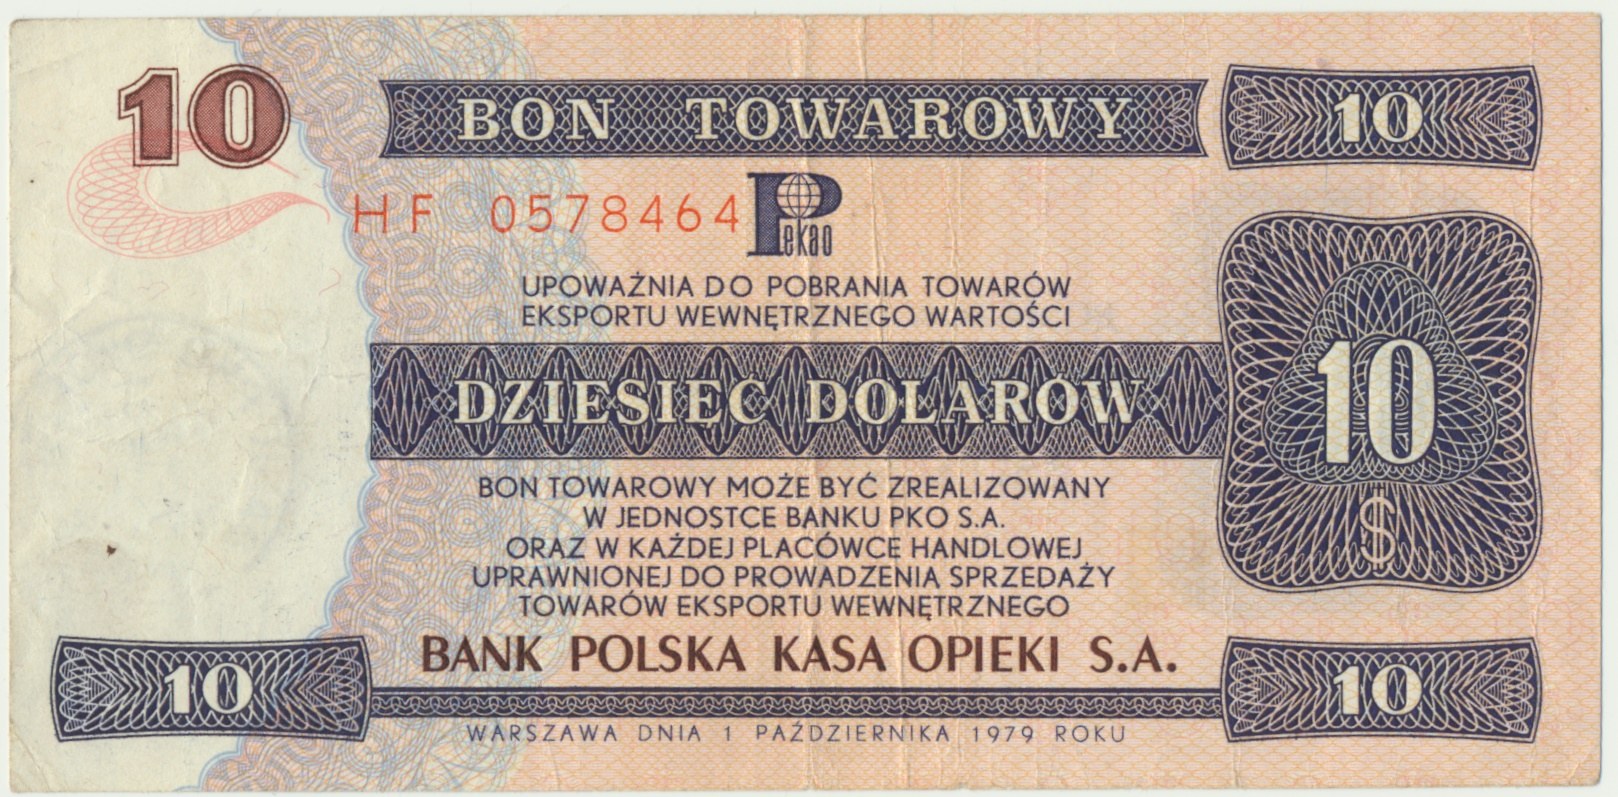 10
BON TOWAROWY
10
HF 0578464
Pekao
UPOWAŻNIA DO POBRANIA TOWARÓW
EKSPORTU WEWNĘTRZNEGO WARTOŚCI
DZIESIĘĆ DOLARÓW
10
$
BON TOWAROWY MOŻE BYĆ ZREALIZOWANY
W JEDNOSTCE BANKU PKO S.A.
ORAZ W KAŻDEJ PLACÓWCE HANDLOWEJ
UPRAWNIONEJ DO PROWADZENIA SPRZEDAŻY
TOWARÓW EKSPORTU WEWNĘTRZNEGO
BANK POLSKA KASA OPIEKI S.A.
10
10
WARSZAWA DNIA 1 PAŹDZIERNIKA 1979 ROKU